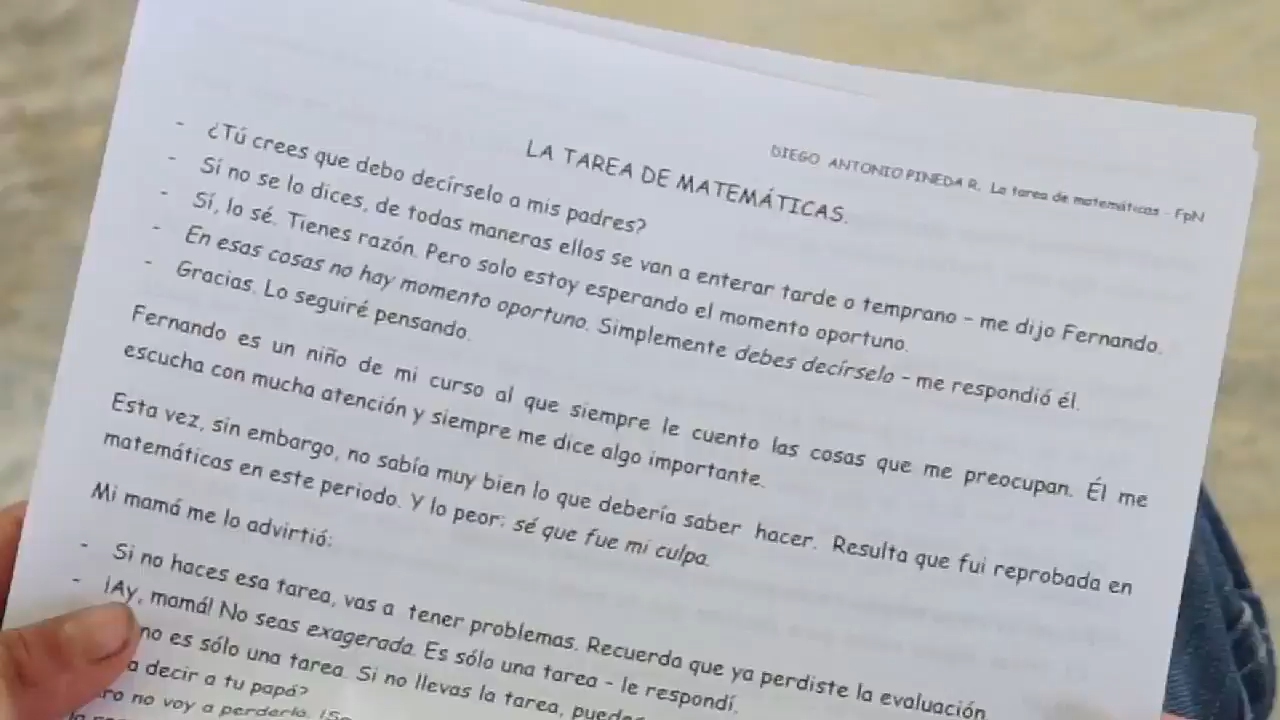 DIEGO ANTONIO PINEDA R. La tarea de matemáticas - FpN
LA TAREA DE MATEMÁTICAS.
- ¿Tú crees que debo decírselo a mis padres?
- Si no se lo dices, de todas maneras ellos se van a enterar tarde o temprano - me dijo Fernando.
- Sí, lo sé. Tienes razón. Pero solo estoy esperando el momento oportuno.
- En esas cosas no hay momento oportuno. Simplemente debes decírselo - me respondió él.
- Gracias. Lo seguiré pensando.
Fernando es un niño de mi curso al que siempre le cuento las cosas que me preocupan. Él me
escucha con mucha atención y siempre me dice algo importante.
Esta vez, sin embargo, no sabía muy bien lo que debería saber hacer. Resulta que fui reprobada en
matemáticas en este periodo. Y lo peor: sé que fue mi culpa.
Mi mamá me lo advirtió:
- Si no haces esa tarea, vas a tener problemas. Recuerda que ya perdiste la evaluación
- ¡Ay, mamá! No seas exagerada. Es sólo una tarea - le respondí.
no es sólo una tarea. Si no llevas la tarea,
a decir a tu papá?
no voy a perderla.